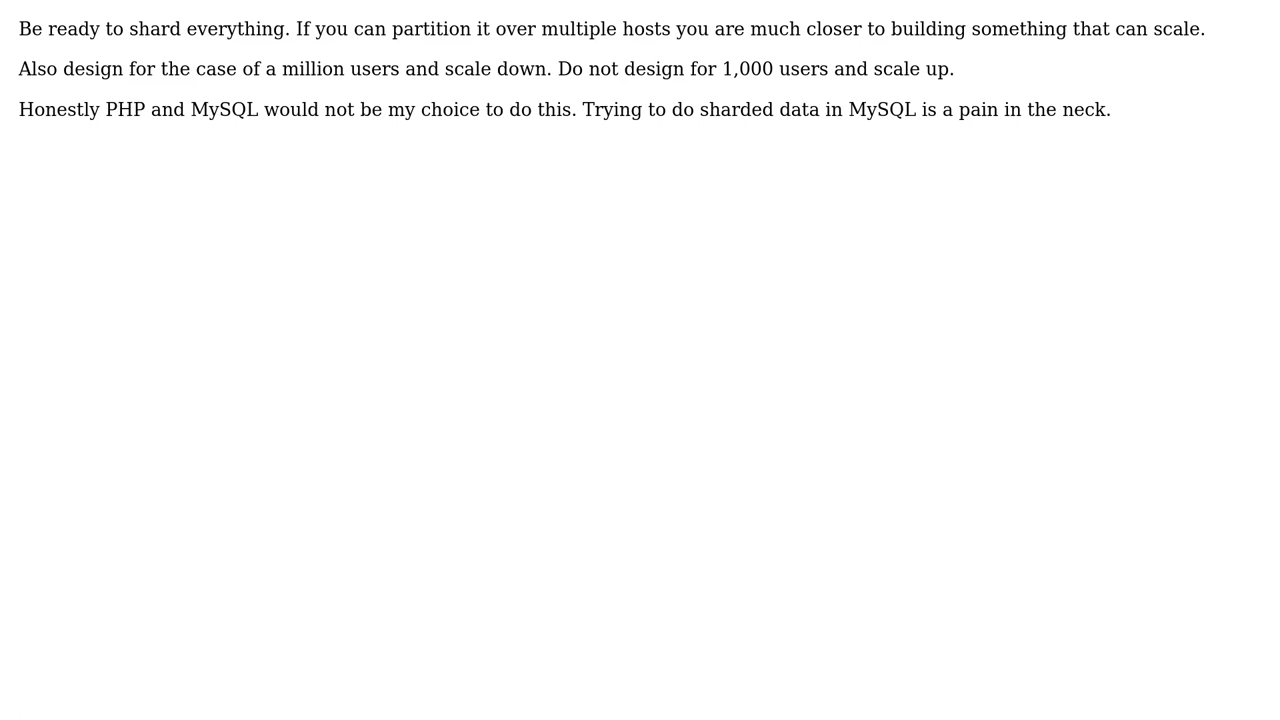 Be ready to shard everything. If you can partition it over multiple hosts you are much closer to building something that can scale.
Also design for the case of a million users and scale down. Do not design for 1,000 users and scale up.
Honestly PHP and MySQL would not be my choice to do this. Trying to do sharded data in MySQL is a pain in the neck.